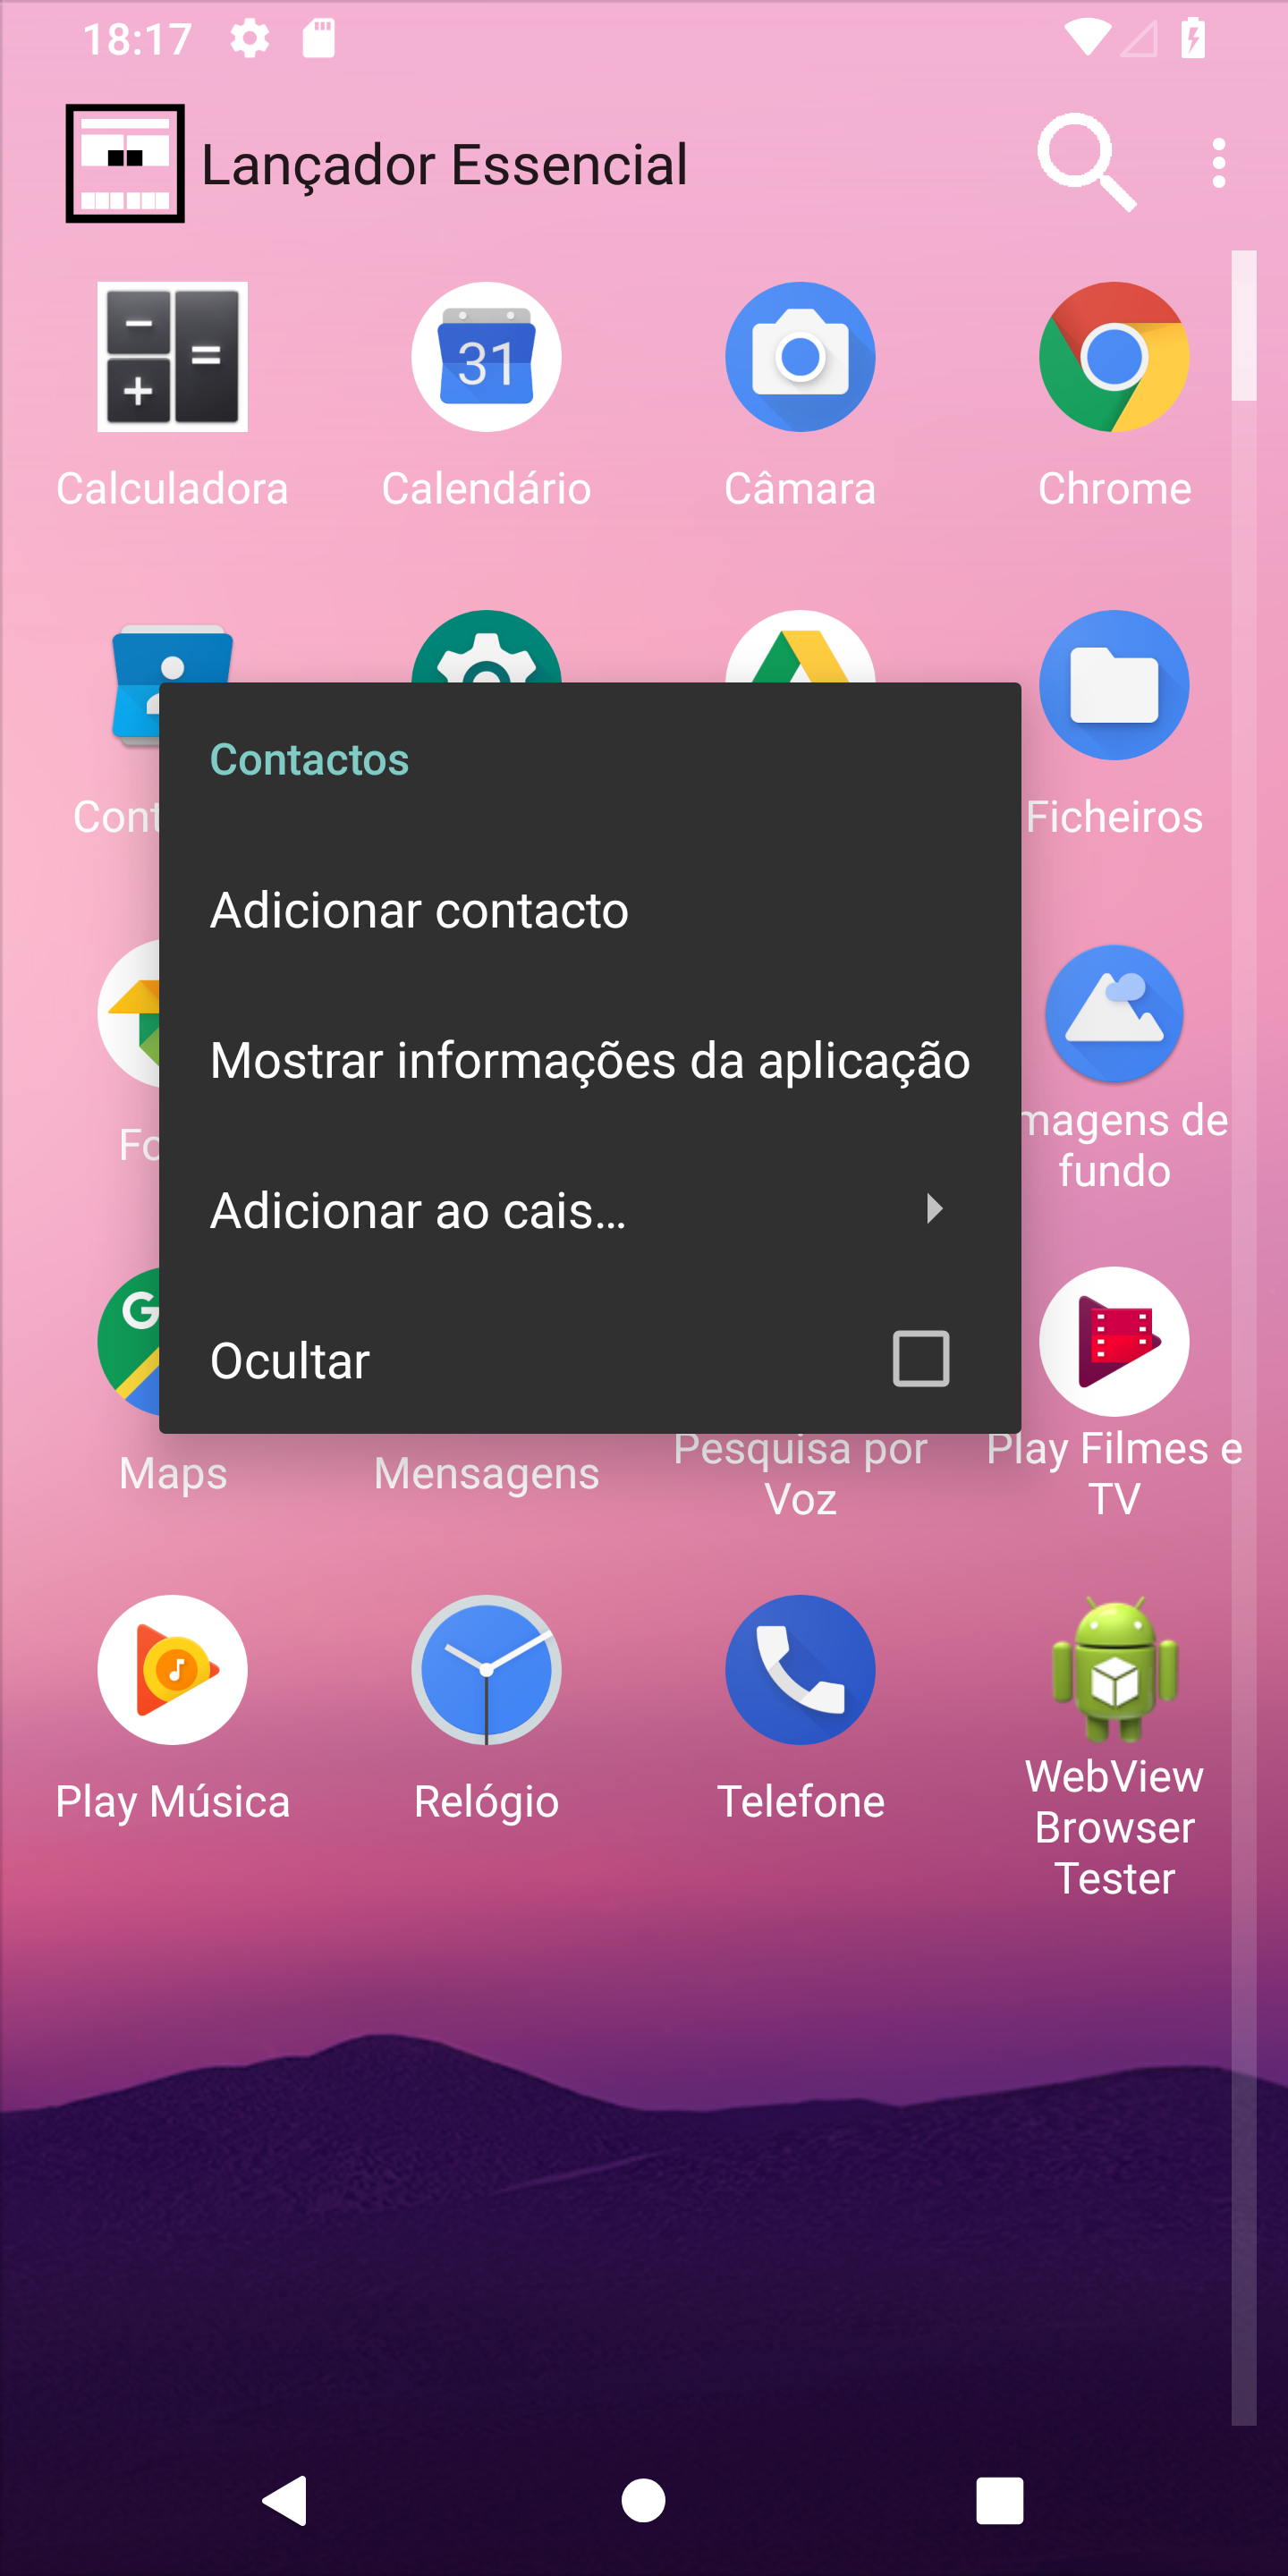 18:17
Lançador Essencial
31
Calculadora
Calendário
Câmara
Chrome
Contactos
Ficheiros
Adicionar contacto
Mostrar informações da aplicação
magens de
fundo
Adicionar ao cais...
G
Ocultar
Maps
Mensagens
Pesquisa por
Voz
Play Filmes e
TV
Play Música
Relógio
Telefone
WebView
Browser
Tester